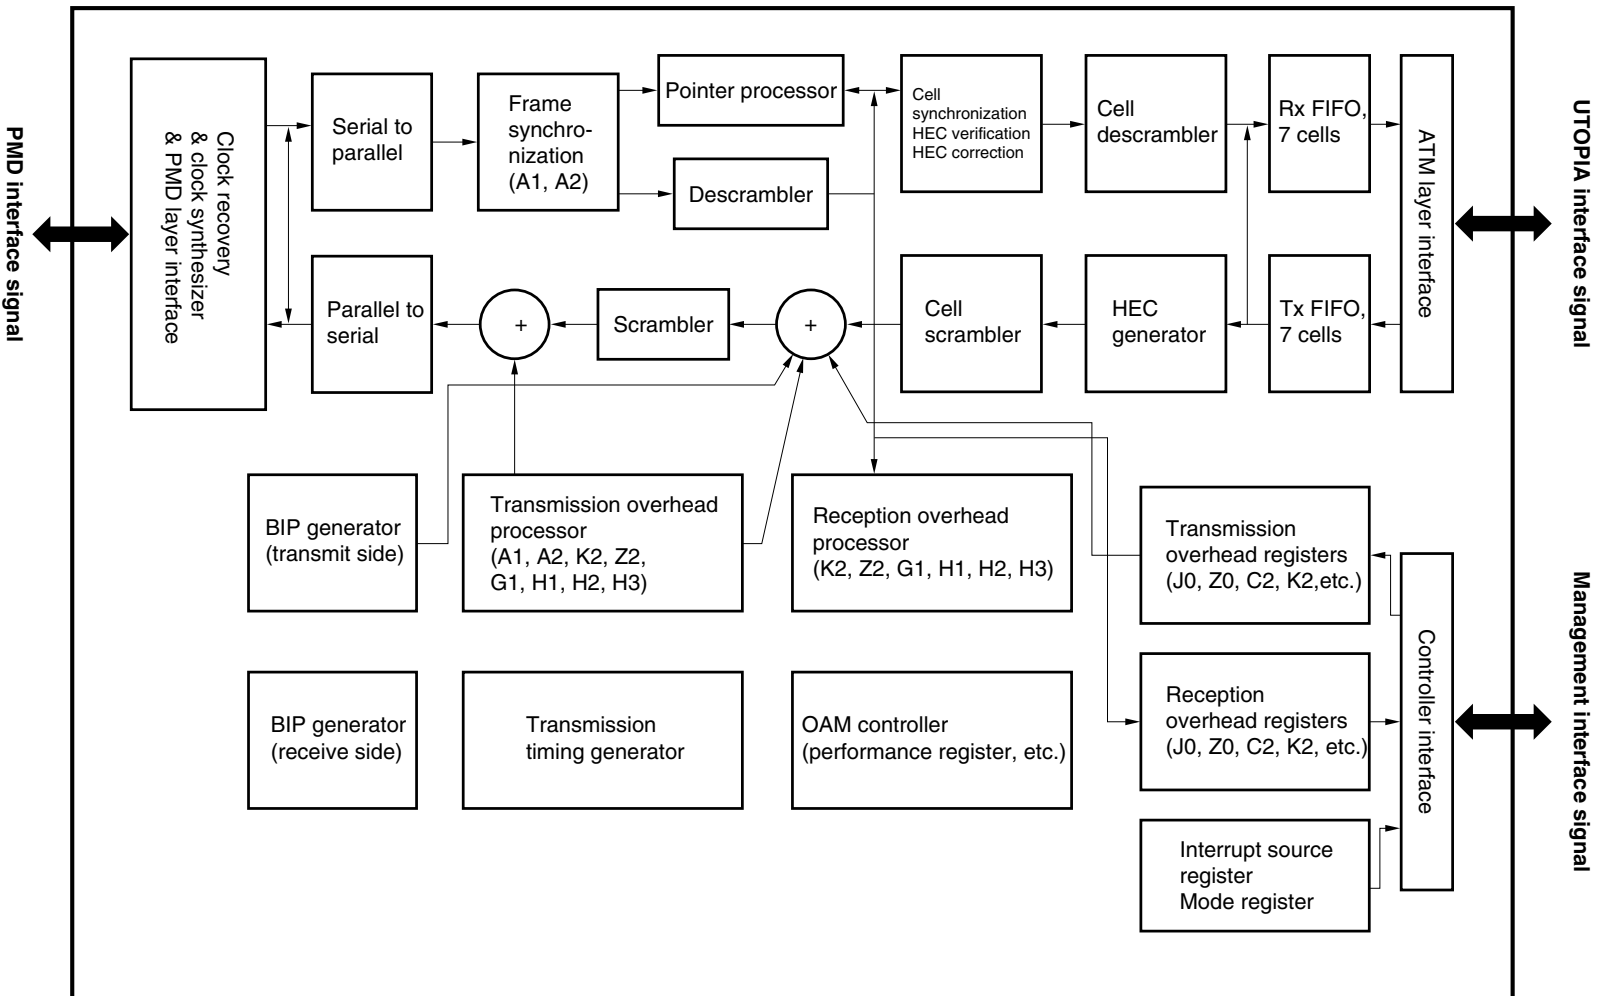 PMD interface signal
Clock recovery
& clock synthesizer
& PMD layer interface
Serial to
parallel
Frame
synchro-
nization
(A1, A2)
Pointer processor
Descrambler
Cell
synchronization
HEC verification
HEC correction
Cell
descrambler
Rx FIFO,
7 cells
ATM layer interface
UTOPIA interface signal
Parallel to
serial
+
Scrambler
+
Cell
scrambler
HEC
generator
Tx FIFO,
7 cells
BIP generator
(transmit side)
Transmission overhead
processor
(A1, A2, K2, Z2,
G1, H1, H2, H3)
Reception overhead
processor
(K2, Z2, G1, H1, H2, H3)
Transmission
overhead registers
(J0, Z0, C2, K2,etc.)
Controller interface
Management interface signal
BIP generator
(receive side)
Transmission
timing generator
OAM controller
(performance register, etc.)
Reception
overhead registers
(J0, Z0, C2, K2, etc.)
Interrupt source
register
Mode register